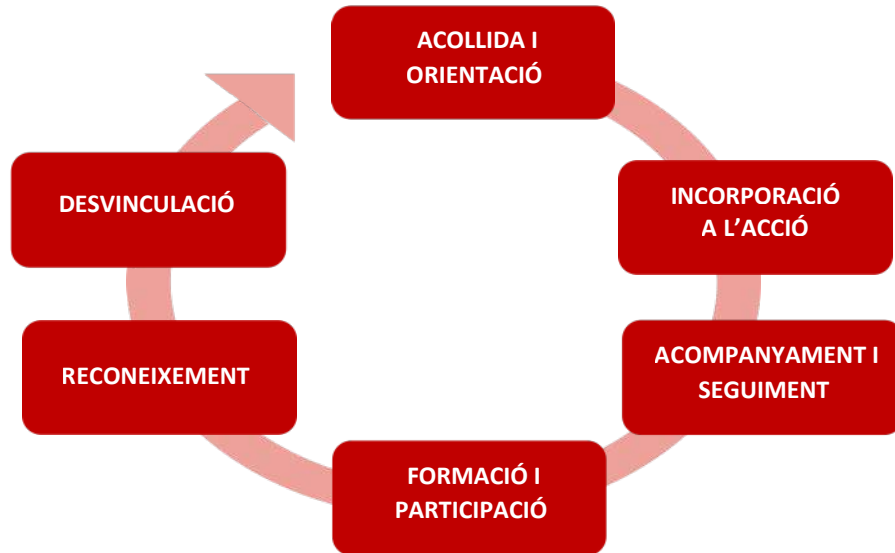 ACOLLIDA I
ORIENTACIÓ
INCORPORACIÓ
A L’ACCIÓ
ACOMPANYAMENT I
SEGUIMENT
FORMACIÓ I
PARTICIPACIÓ
RECONEIXEMENT
DESVINCULACIÓ